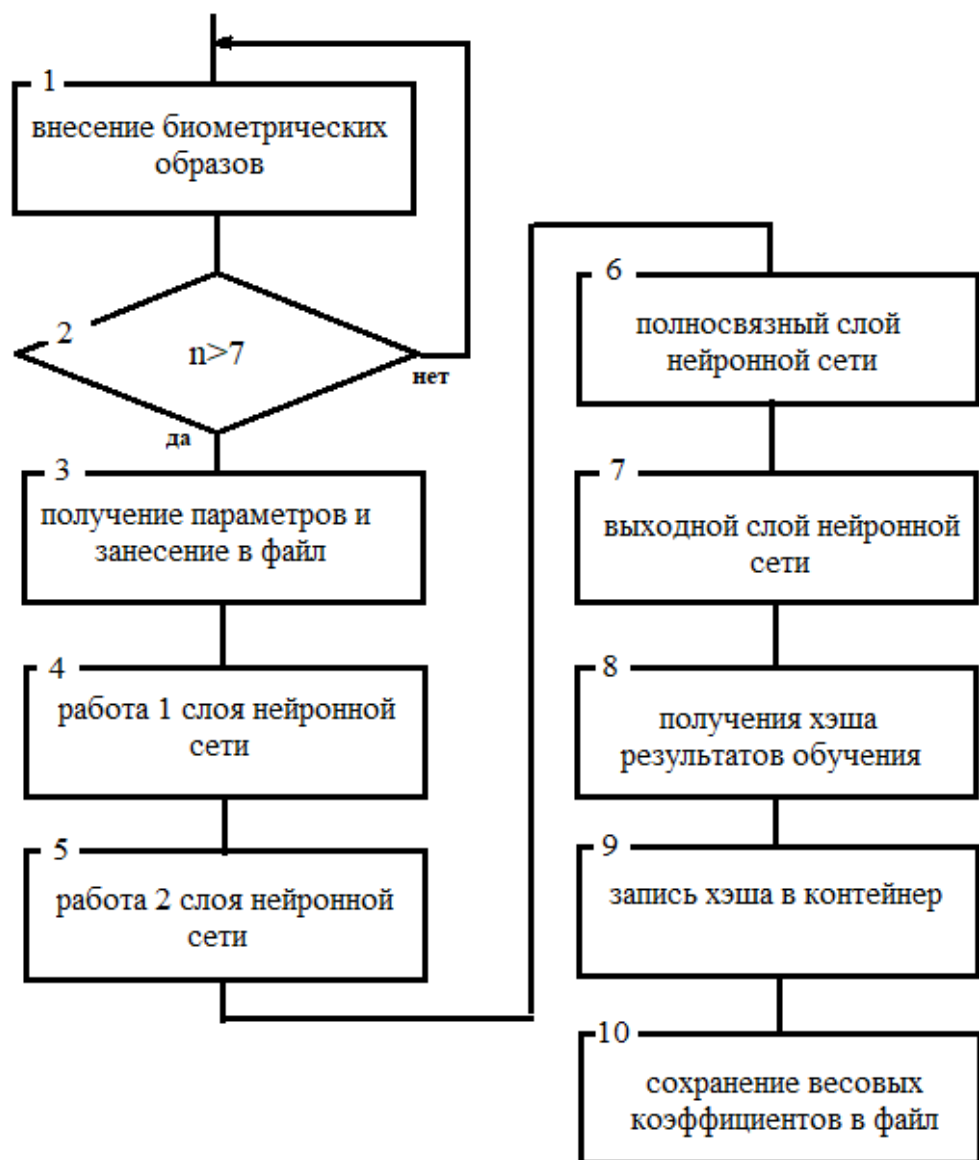 1
внесение биометрических
образов
2
n>7
нет
да
3
получение параметров и
занесение в файл
4
работа 1 слоя нейронной
сети
5
работа 2 слоя нейронной
сети
6
полносвязный слой
нейронной сети
7
выходной слой нейронной
сети
8
получения хэша
результатов обучения
9
запись хэша в контейнер
10
сохранение весовых
коэффициентов в файл